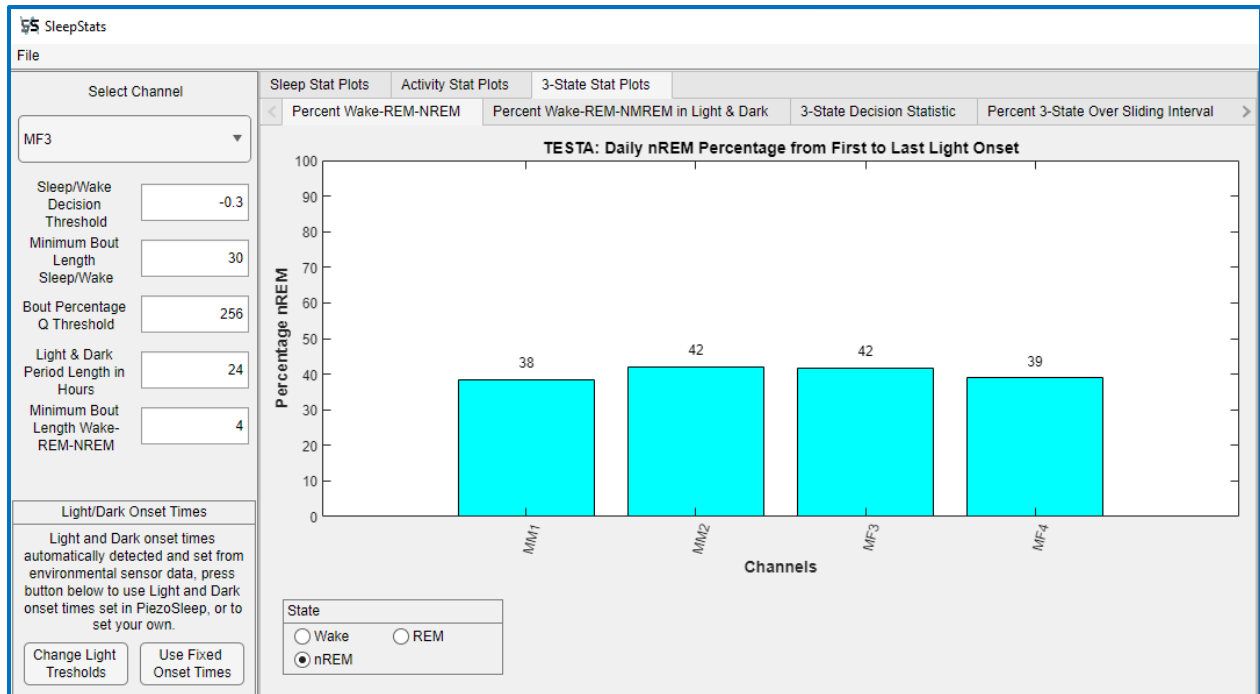 SleepStats
File
Select Channel
MF3
Sleep/Wake
Decision
Threshold
-0.3
Minimum Bout
Length
Sleep/Wake
30
Bout Percentage
Q Threshold
256
Light & Dark
Period Length in
Hours
24
Minimum Bout
Length Wake-
REM-NREM
4
Light/Dark Onset Times
Light and Dark onset times
automatically detected and set from
environmental sensor data, press
button below to use Light and Dark
onset times set in PiezoSleep, or to
set your own.
Change Light
Tresholds
Use Fixed
Onset Times
Sleep Stat Plots Activity Stat Plots 3-State Stat Plots
Percent Wake-REM-NREM Percent Wake-REM-NMREM in Light & Dark 3-State Decision Statistic Percent 3-State Over Sliding Interval
TESTA: Daily nREM Percentage from First to Last Light Onset
Percentage nREM
100
90
80
70
60
50
40
30
20
10
0
38
42
42
39
MM1
MM2
MF3
MF4
Channels
State
Wake REM
nREM